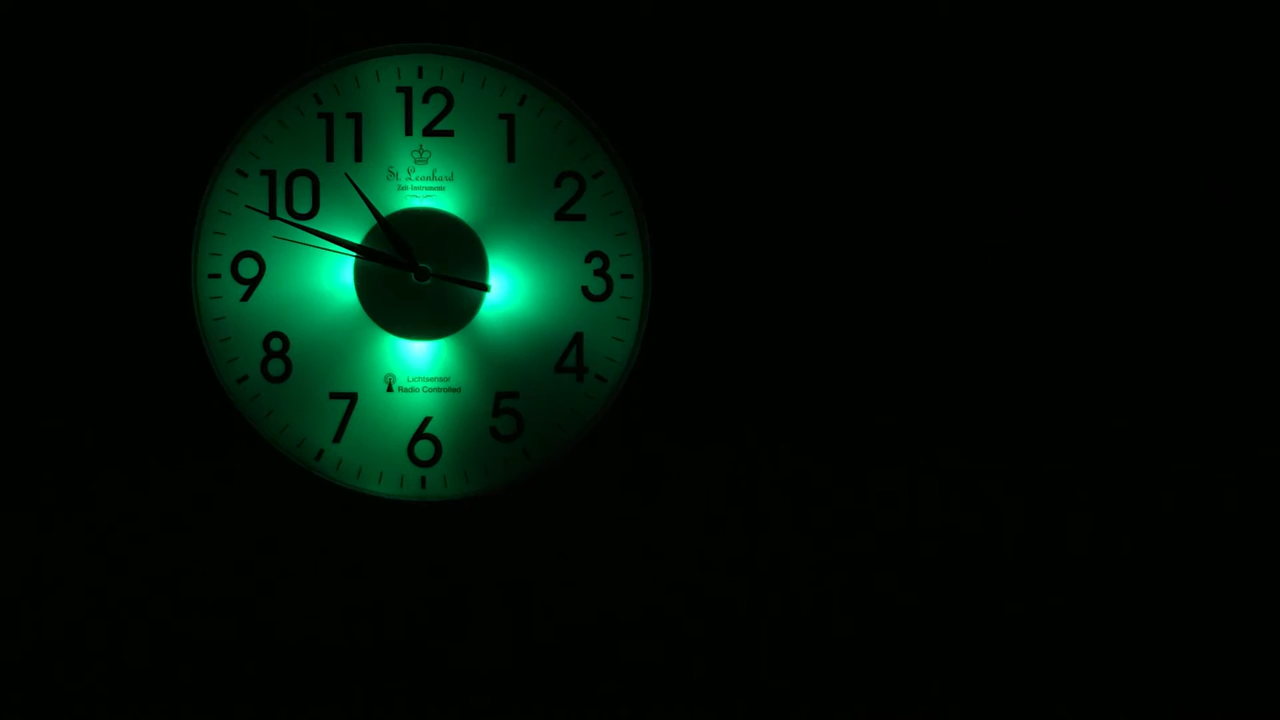 12
11 1
10 2
9 3
8 4
7 5
6
St. Leonhard
Zeit-Instrumente
Lichtsensor
Radio Controlled